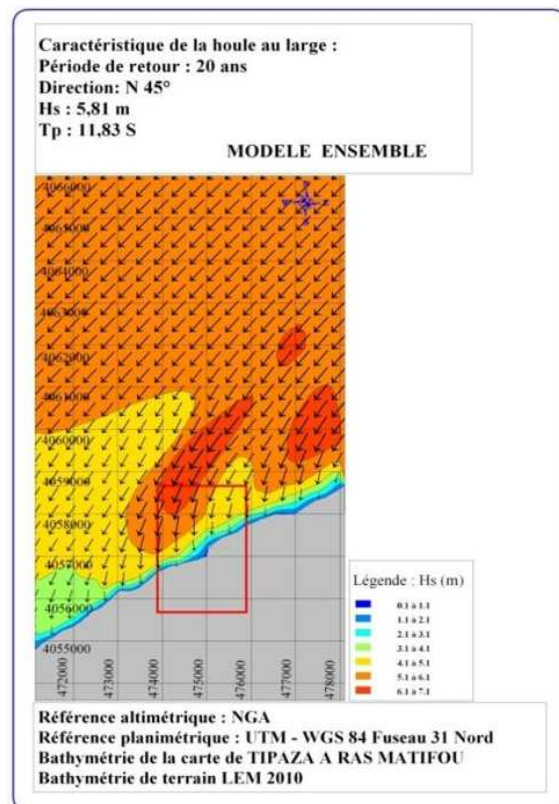 Caractéristique de la houle au large :
Période de retour : 20 ans
Direction: N 45°
Hs : 5,81 m
Tp : 11,83 S
MODELE ENSEMBLE
4066000
4065000
4064000
4063000
4062000
4061000
4060000
4059000
4058000
4057000
4056000
4055000
472000
473000
474000
475000
476000
477000
478000
Légende : Hs (m)
0.1 à 1.1
1.1 à 2.1
2.1 à 3.1
3.1 à 4.1
4.1 à 5.1
5.1 à 6.1
6.1 à 7.1
Référence altimétrique : NGA
Référence planimétrique : UTM - WGS 84 Fuseau 31 Nord
Bathymétrie de la carte de TIPAZA A RAS MATIFOU
Bathymétrie de terrain LEM 2010